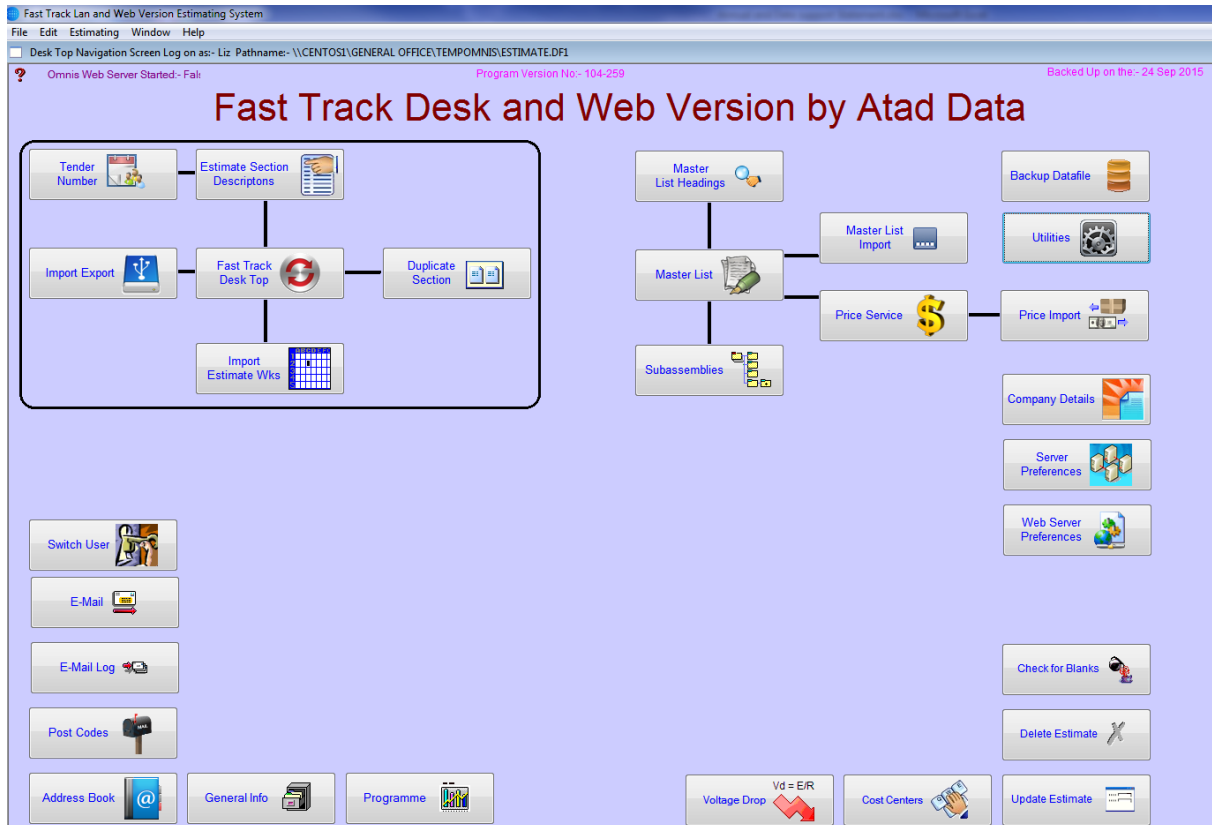 Fast Track Lan and Web Version Estimating System
File Edit Estimating Window Help
Desk Top Navigation Screen Log on as:- Liz Pathname:- \\CENTOS1\GENERAL OFFICE\TEMPOMNIS\ESTIMATE.DF1
? Omnis Web Server Started:- Fals
Program Version No:- 104-259
Backed Up on the:- 24 Sep 2015
Fast Track Desk and Web Version by Atad Data
Tender
Number
Estimate Section
Descriptons
Import Export
Fast Track
Desk Top
Duplicate
Section
Import
Estimate Wks
Master
List Headings
Master List
Master List
Import
Price Service
Price Import
Subassemblies
Backup Datafile
Utilities
Company Details
Server
Preferences
Web Server
Preferences
Switch User
E-Mail
E-Mail Log
Post Codes
MAIL
Address Book
@
General Info
Programme
Voltage Drop
Vd = E/R
Cost Centers
Check for Blanks
Delete Estimate
Update Estimate